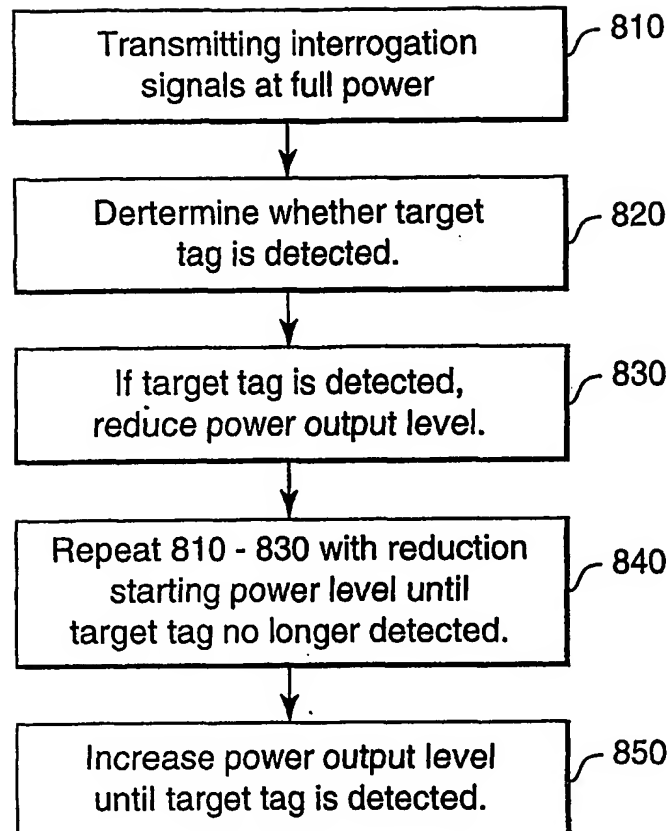 Transmitting interrogation
signals at full power
810
Dertermine whether target
tag is detected.
820
If target tag is detected,
reduce power output level.
830
Repeat 810 - 830 with reduction
starting power level until
target tag no longer detected.
840
Increase power output level
until target tag is detected.
850